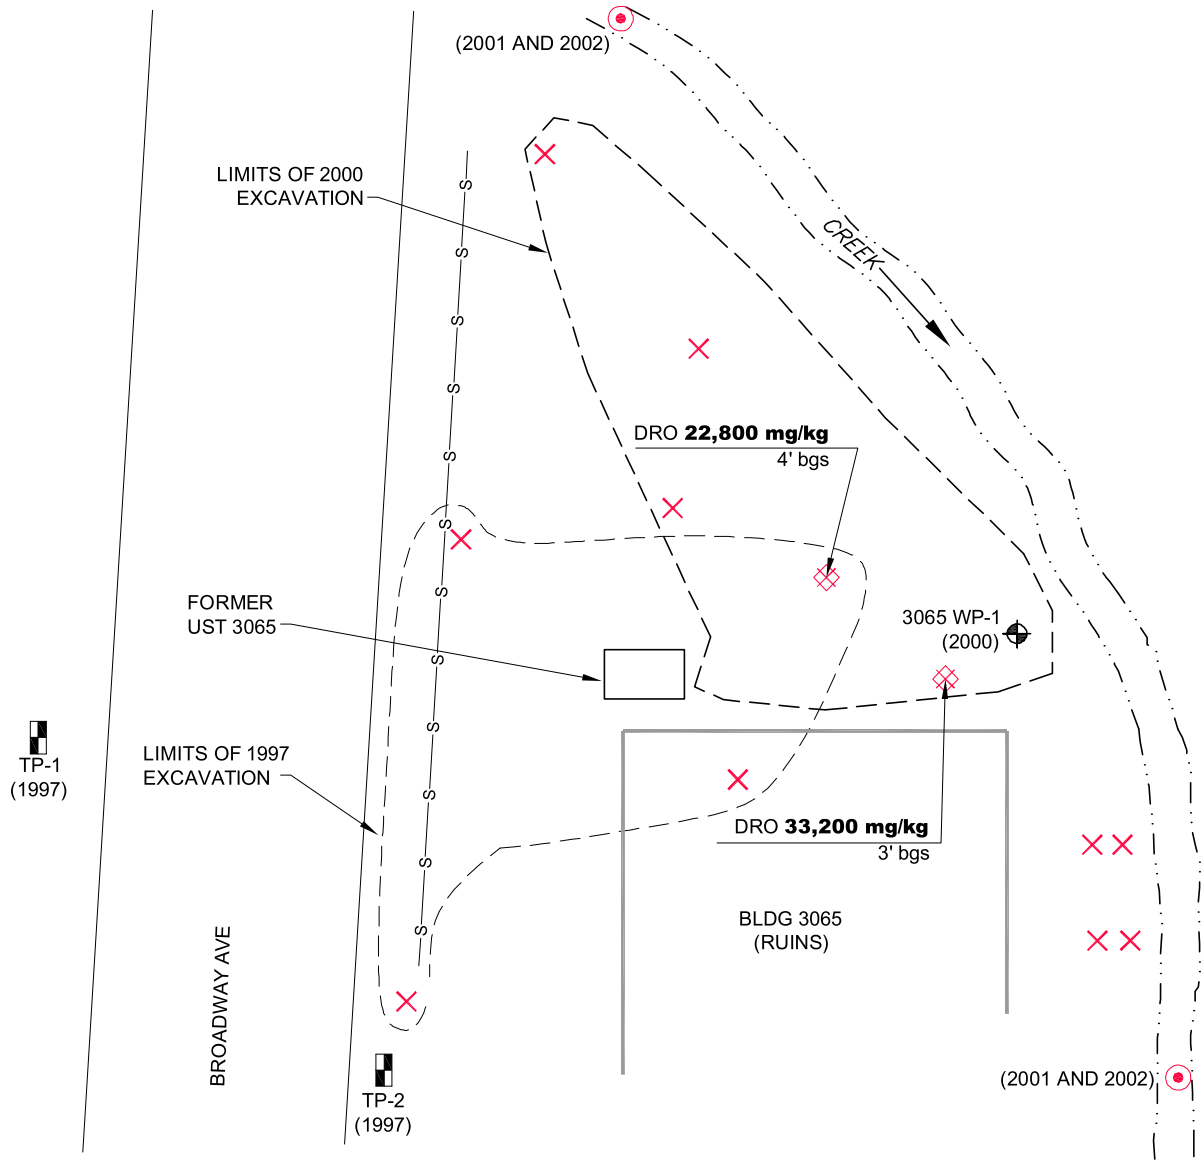 (2001 AND 2002)
LIMITS OF 2000
EXCAVATION
S
S
S
S
S
S
S
S
S
S
S
S
CREEK
DRO 22,800 mg/kg
4' bgs
FORMER
UST 3065
3065 WP-1
(2000)
TP-1
(1997)
LIMITS OF 1997
EXCAVATION
DRO 33,200 mg/kg
3' bgs
BLDG 3065
(RUINS)
BROADWAY AVE
TP-2
(1997)
(2001 AND 2002)